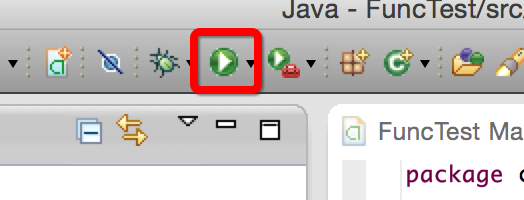 Java - FuncTest/src/
FuncTest Ma
package